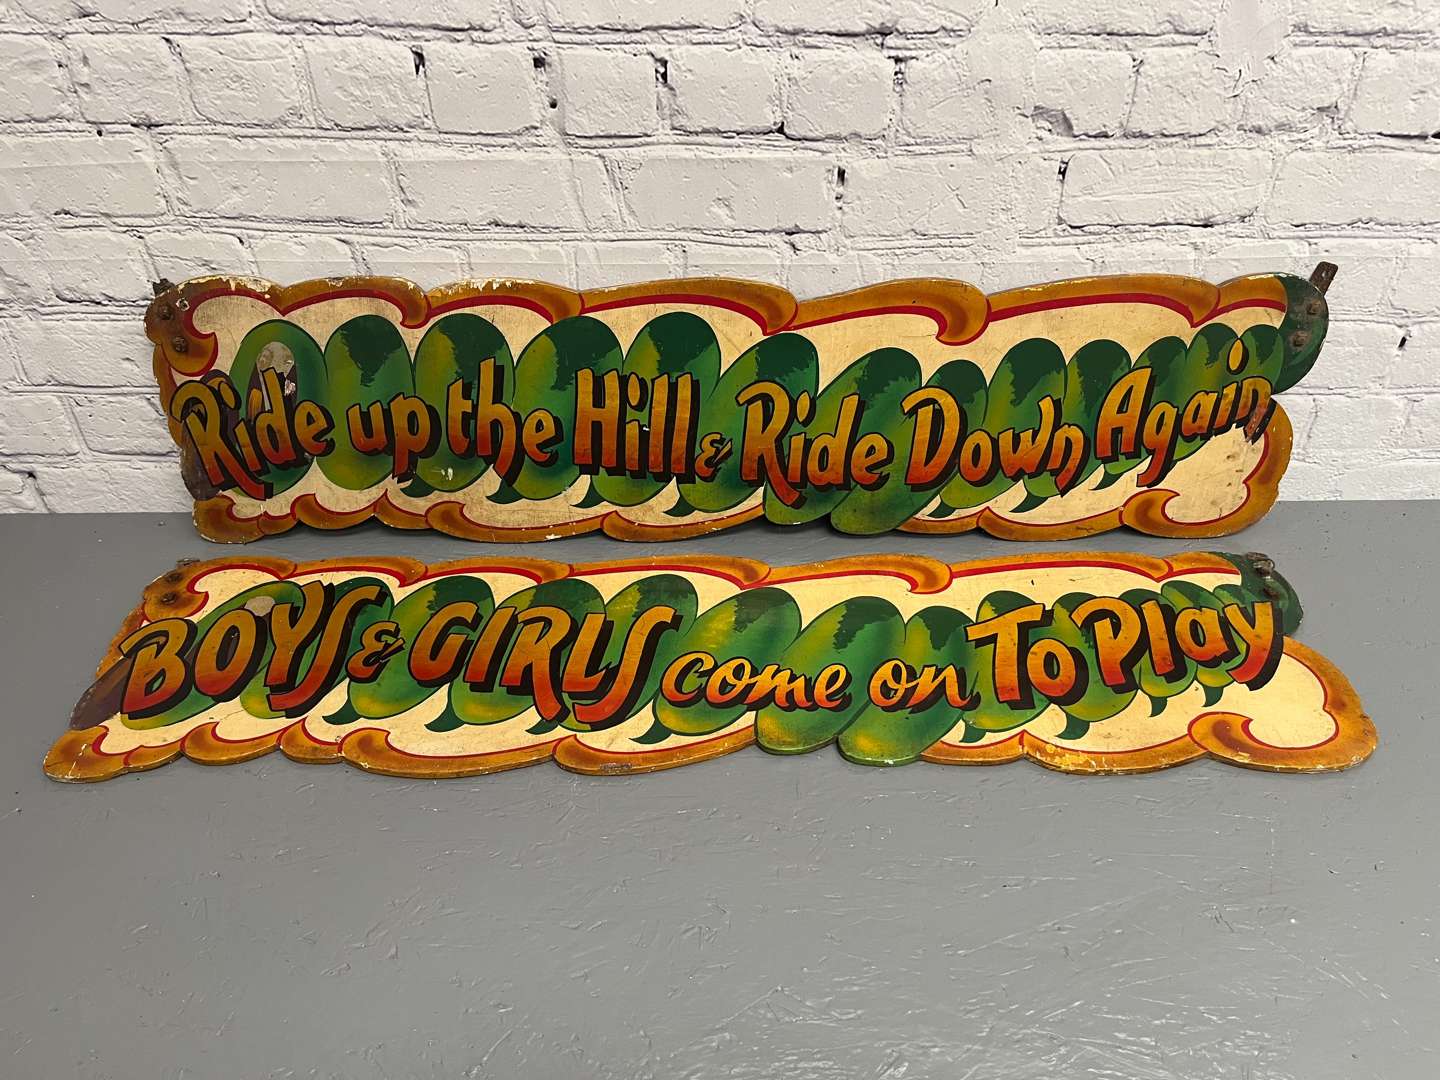 Ride up the Hill & Ride Down Again
BOYS & GIRLS come on To Play